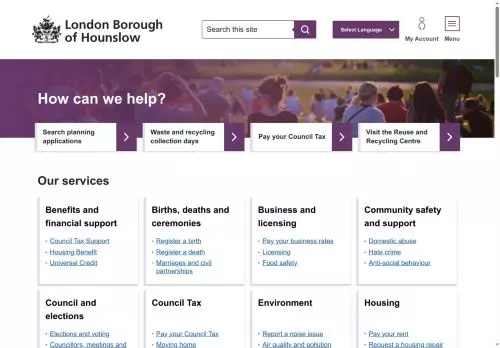 London Borough
of Hounslow
Search this site
Select Language
My Account
Menu
How can we help?
Search planning
applications
Waste and recycling
collection days
Pay your Council Tax
Visit the Reuse and
Recycling Centre
Our services
Benefits and
financial support
Council Tax Support
Housing Benefit
Universal Credit
Births, deaths and
ceremonies
Register a birth
Register a death
Marriages and civil
partnerships
Business and
licensing
Pay your business rates
Licensing
Food safety
Community safety
and support
Domestic abuse
Hate crime
Anti-social behaviour
Council and
elections
Elections and voting
Councillors, meetings and
Council Tax
Pay your Council Tax
Moving home
Environment
Report a noise issue
Air quality and pollution
Housing
Pay your rent
Request a housing repair